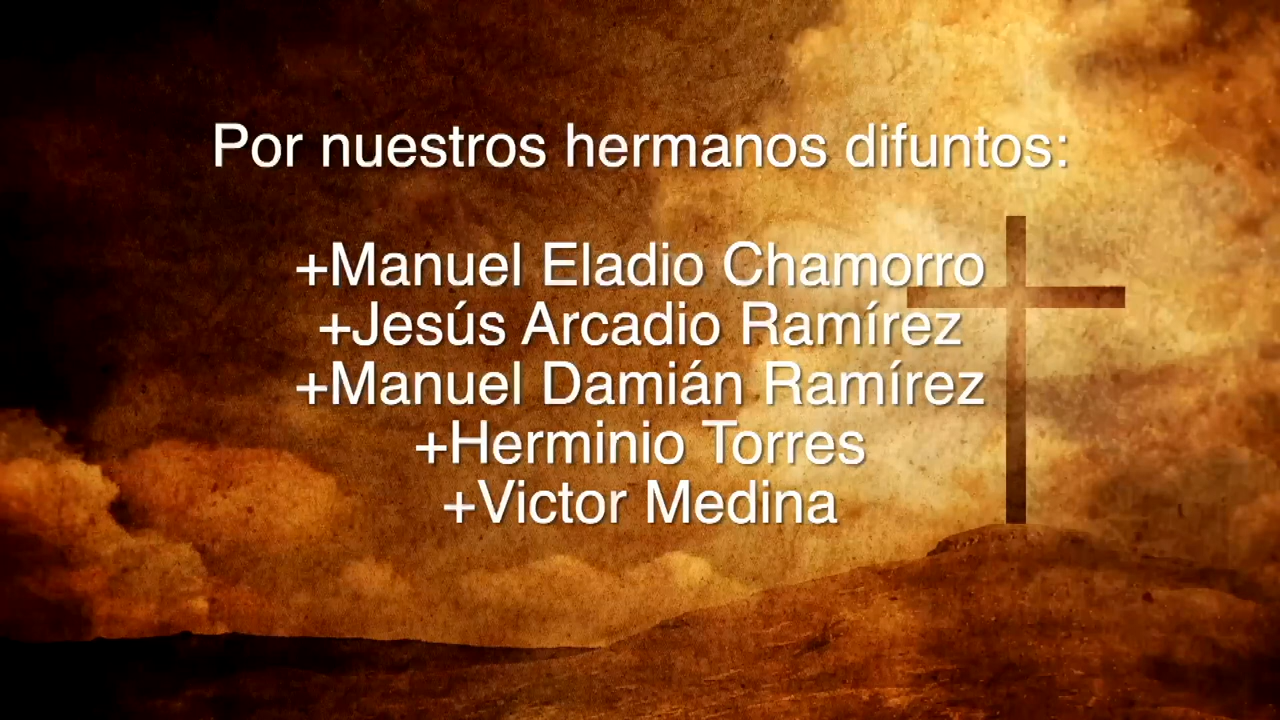 Por nuestros hermanos difuntos:
+Manuel Eladio Chamorro
+Jesús Arcadio Ramírez
+Manuel Damián Ramírez
+Herminio Torres
+Victor Medina